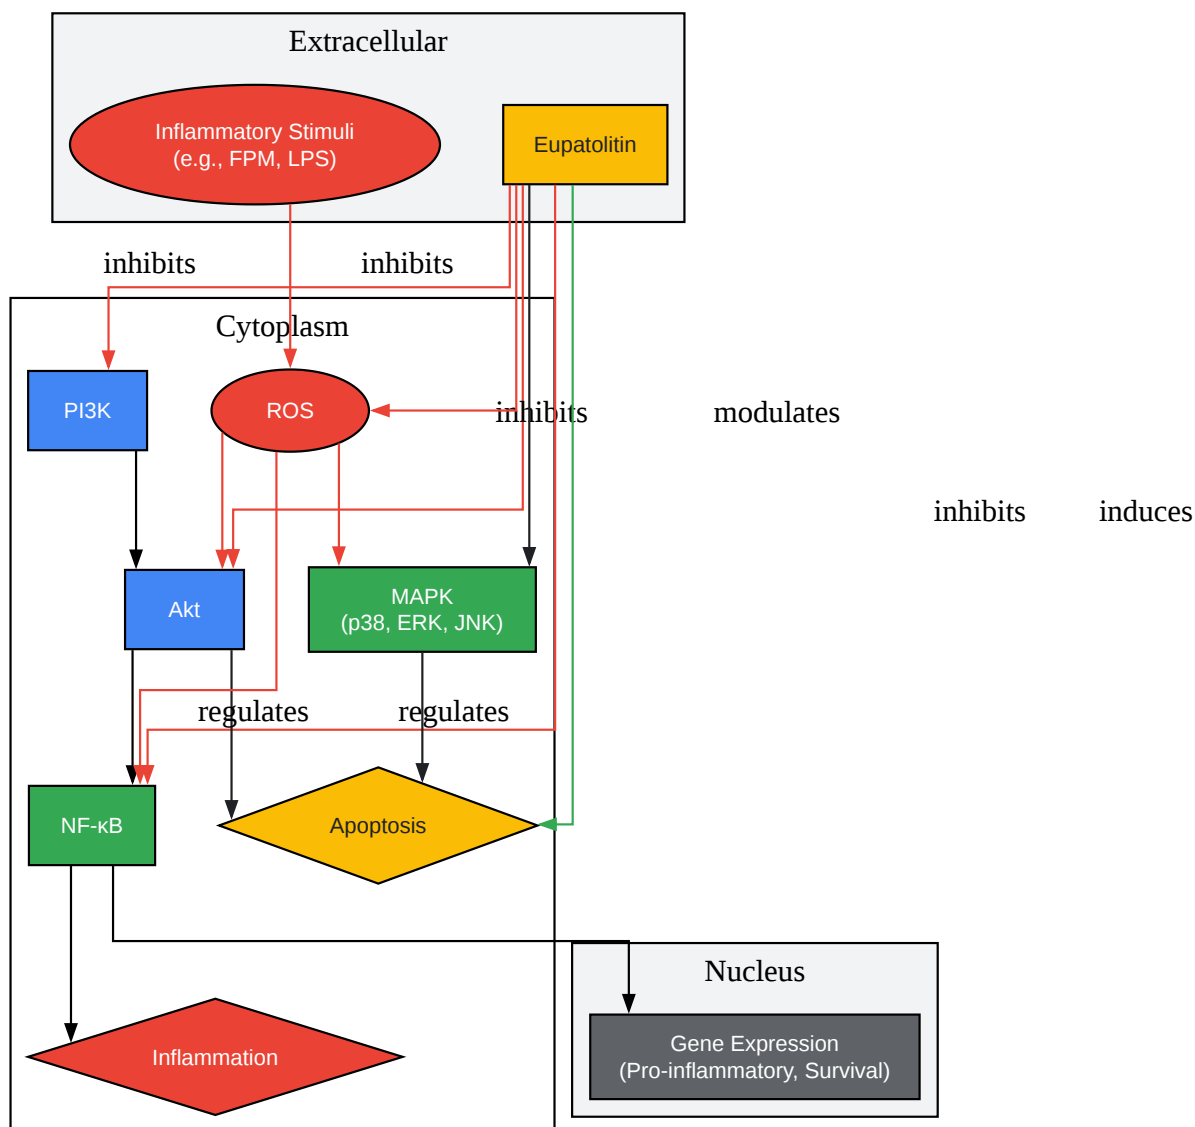 Extracellular
Inflammatory Stimuli
(e.g., FPM, LPS)
Eupatolitin
inhibits
inhibits
Cytoplasm
PI3K
ROS
inhibits
modulates
inhibits
induces
Akt
MAPK
(p38, ERK, JNK)
regulates
regulates
NF-κB
Apoptosis
Nucleus
Gene Expression
(Pro-inflammatory, Survival)
Inflammation